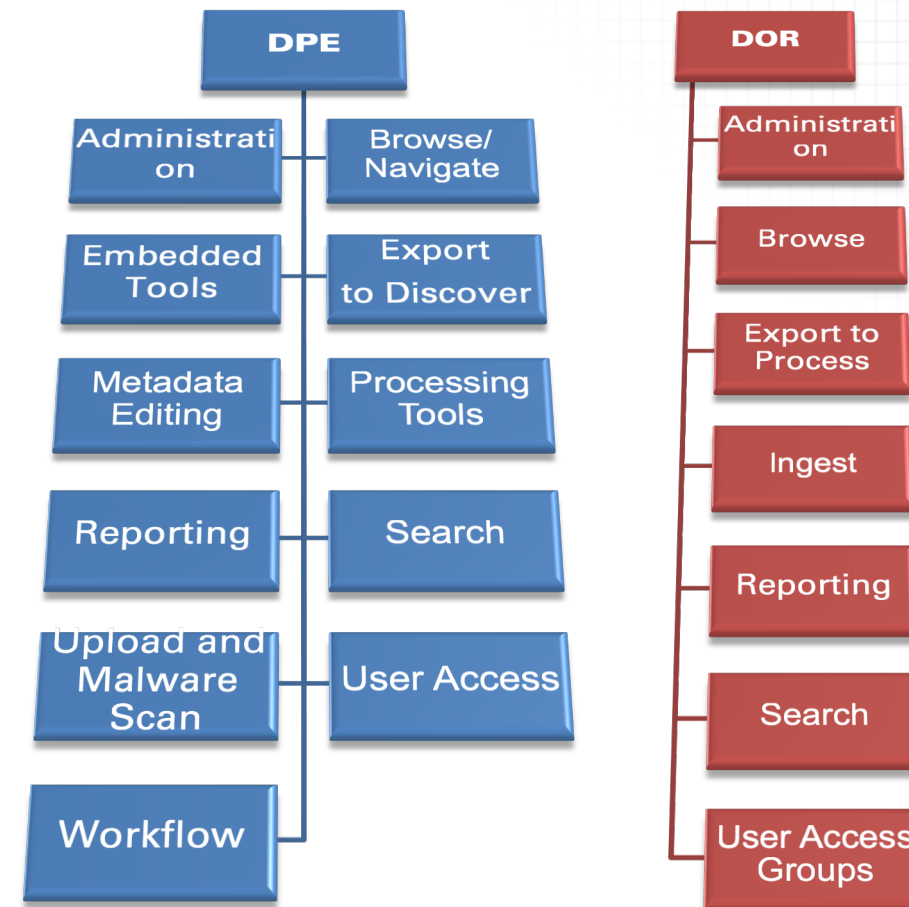 DPE
Administrati
on
Browse/
Navigate
Embedded
Tools
Export
to Discover
Metadata
Editing
Processing
Tools
Reporting
Search
Upload and
Malware
Scan
User Access
Workflow
DOR
Administrati
on
Browse
Export to
Process
Ingest
Reporting
Search
User Access
Groups